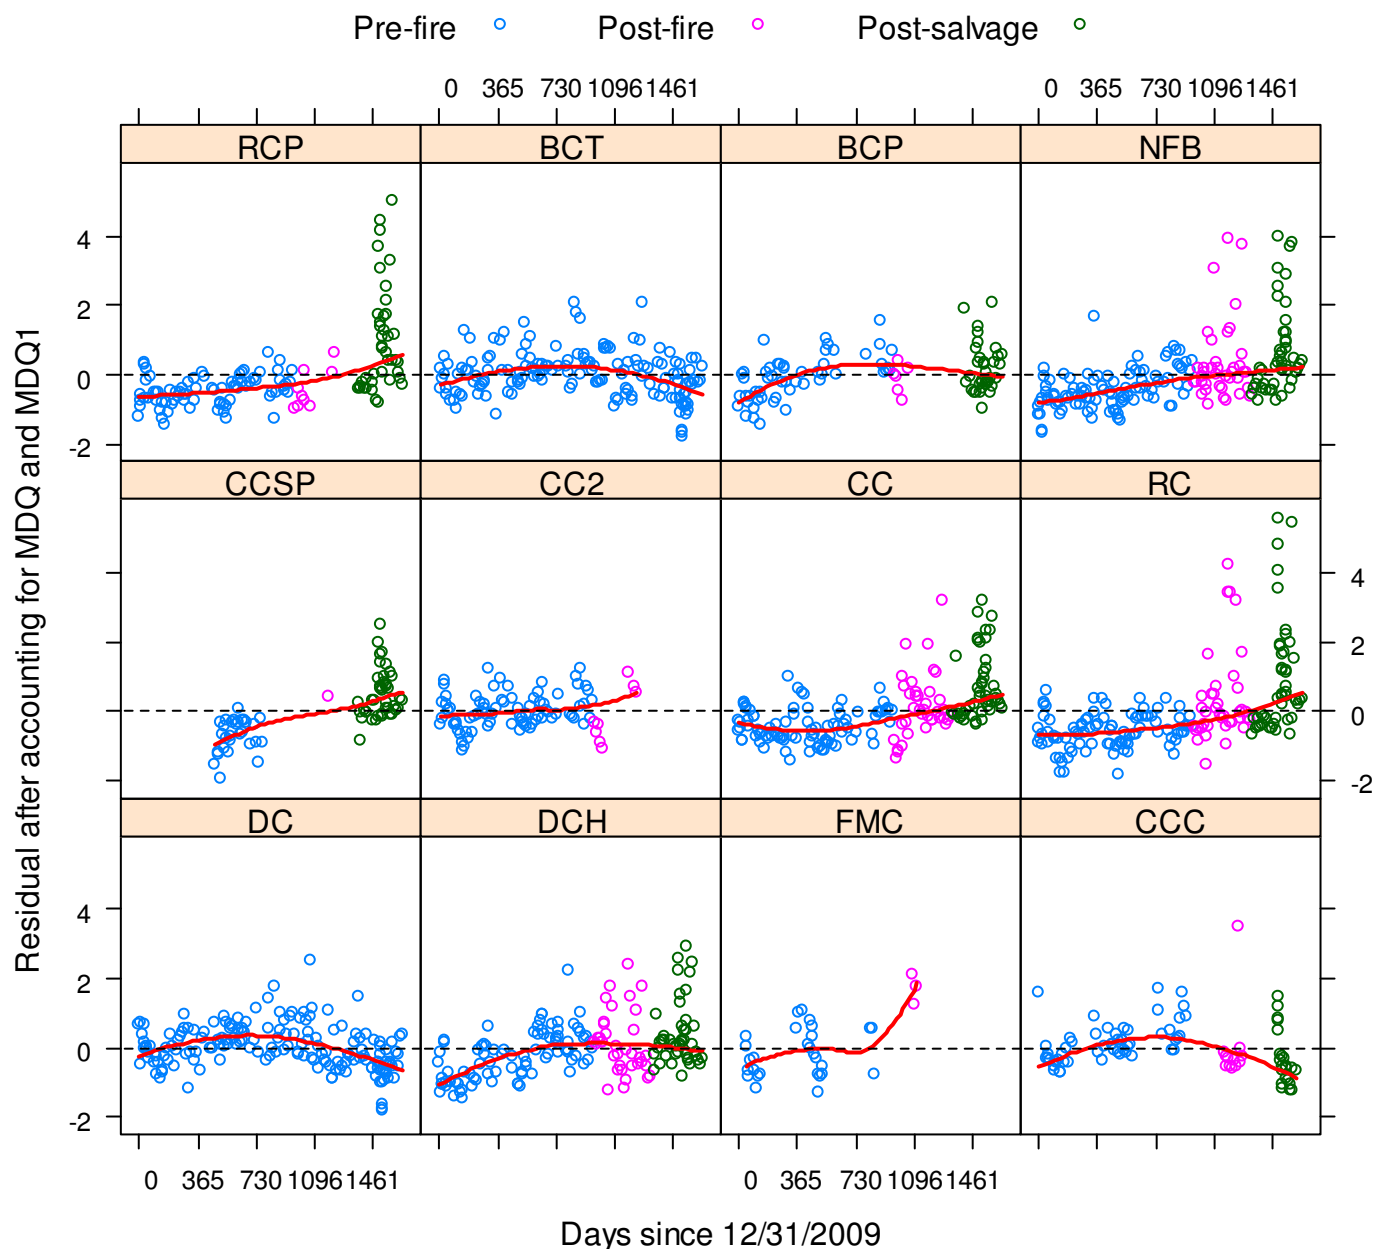 Pre-fire Post-fire Post-salvage
0 365 730 1096 1461 0 365 730 1096 1461
RCP BCT BCP NFB
4
2
0
-2
CCSP CC2 CC RC
4
2
0
-2
DC DCH FMC CCC
4
2
0
-2
0 365 730 1096 1461 0 365 730 1096 1461
Days since 12/31/2009
Residual after accounting for MDQ and MDQ1